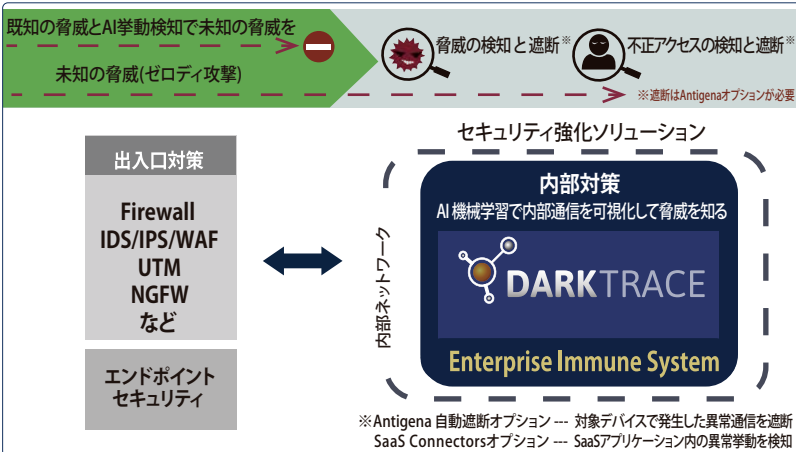 既知の脅威とAI挙動検知で未知の脅威を
未知の脅威(ゼロディ攻撃)
脅威の検知と遮断※
不正アクセスの検知と遮断※
※遮断はAntigenaオプションが必要
セキュリティ強化ソリューション
出入口対策
Firewall
IDS/IPS/WAF
UTM
NGFW
など
エンドポイント
セキュリティ
内部ネットワーク
内部対策
AI 機械学習で内部通信を可視化して脅威を知る
DARKTRACE
Enterprise Immune System
※Antigena 自動遮断オプション --- 対象デバイスで発生した異常通信を遮断
SaaS Connectorsオプション --- SaaSアプリケーション内の異常挙動を検知